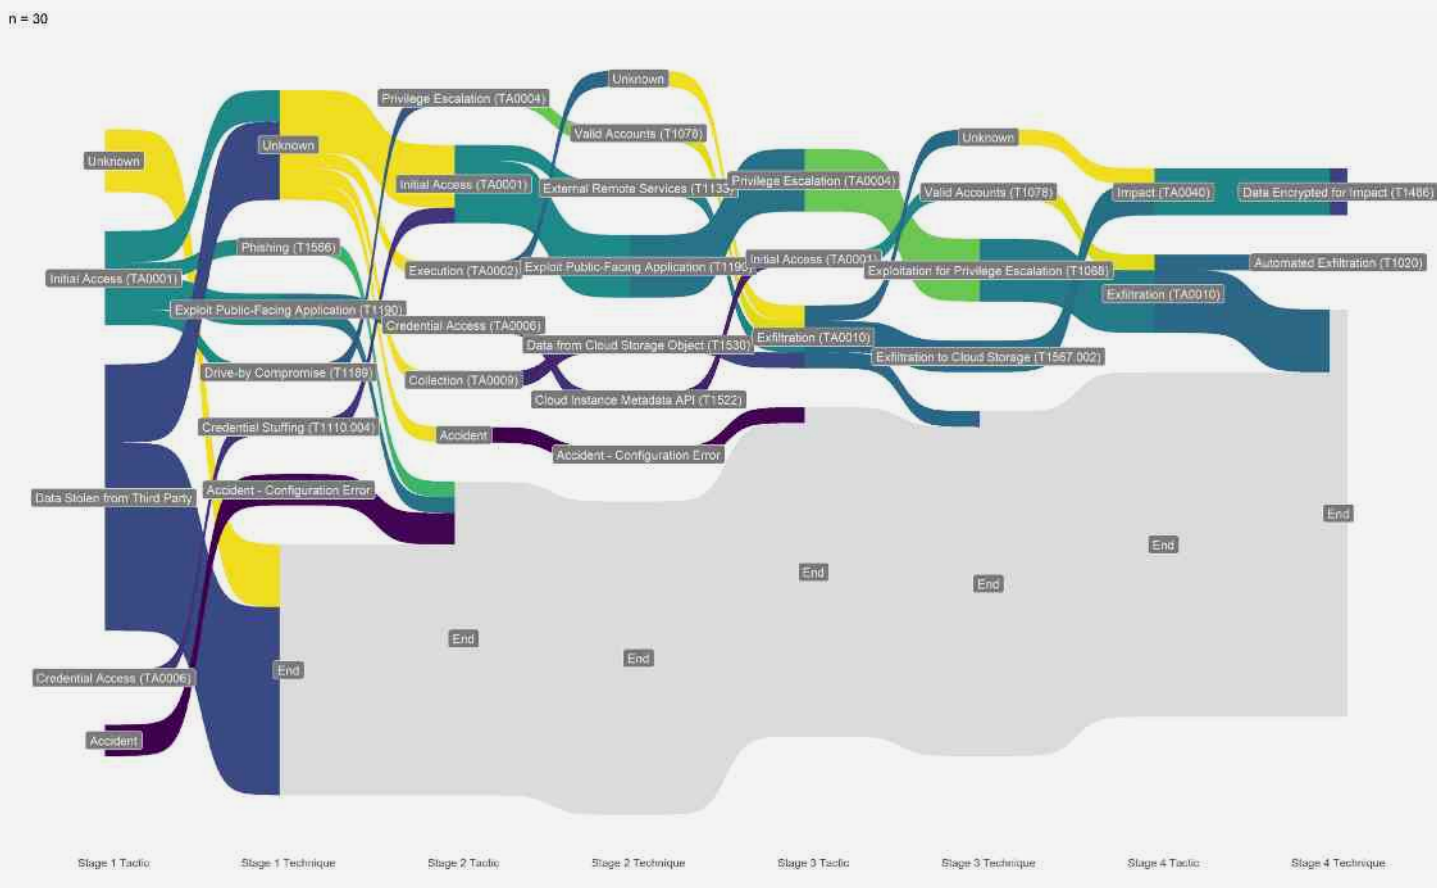 n = 30
Unknown
Initial Access (TA0001)
Data Stolen from Third Party
Credential Access (TA0006)
Accident
Unknown
Phishing (T1566)
Exploit Public-Facing Application (T1190)
Drive-by Compromise (T1189)
Credential Stuffing (T1110.004)
Accident - Configuration Error
End
Privilege Escalation (TA0004)
Initial Access (TA0001)
Execution (TA0002)
Credential Access (TA0006)
Collection (TA0009)
Accident
End
Unknown
Valid Accounts (T1078)
External Remote Services (T1133)
Exploit Public-Facing Application (T1190)
Data from Cloud Storage Object (T1530)
Cloud Instance Metadata API (T1522)
Accident - Configuration Error
End
Privilege Escalation (TA0004)
Initial Access (TA0001)
Exfiltration (TA0010)
End
Unknown
Valid Accounts (T1078)
Exploitation for Privilege Escalation (T1068)
Exfiltration to Cloud Storage (T1567.002)
End
Impact (TA0040)
Exfiltration (TA0010)
End
Data Encrypted for Impact (T1486)
Automated Exfiltration (T1020)
End
Stage 1 Tactic
Stage 1 Technique
Stage 2 Tactic
Stage 2 Technique
Stage 3 Tactic
Stage 3 Technique
Stage 4 Tactic
Stage 4 Technique